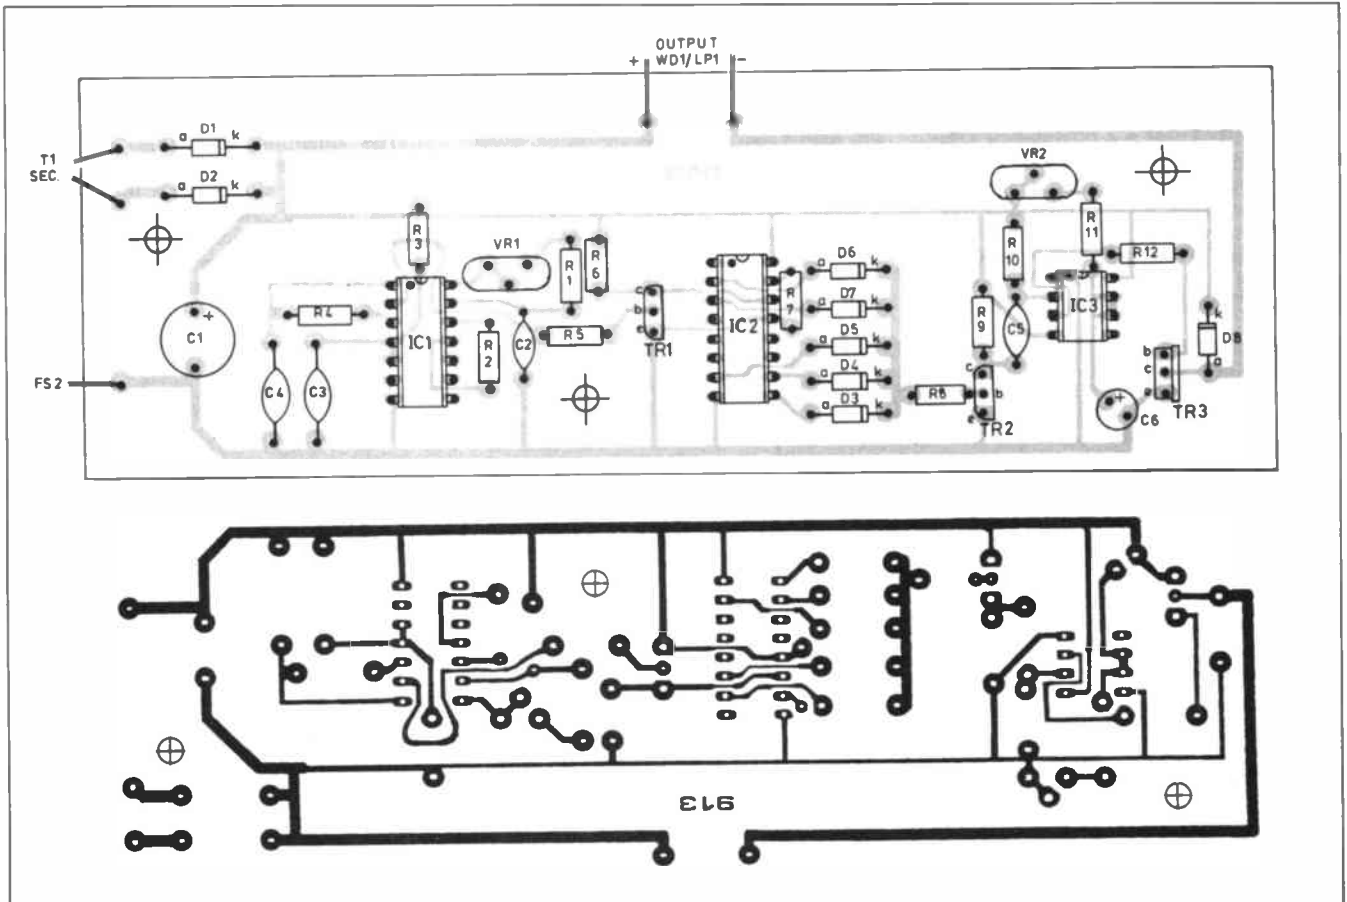 OUTPUT
+ WD1/LP1 -
a D1 k
T1
SEC.
a D2 k
VR2
R3
VR1
R1
R6
R10
R11
R12
D6
a k
D7
a k
D5
a k
D4
a k
D3
a k
R4
IC1
R2
C2
R5
c
b
e
TR1
IC2
R7
R9
C5
IC3
k
D8
a
+
C1
FS2
C4
C3
R8
c
b
e
TR2
+
C6
b
c
e
TR3
913